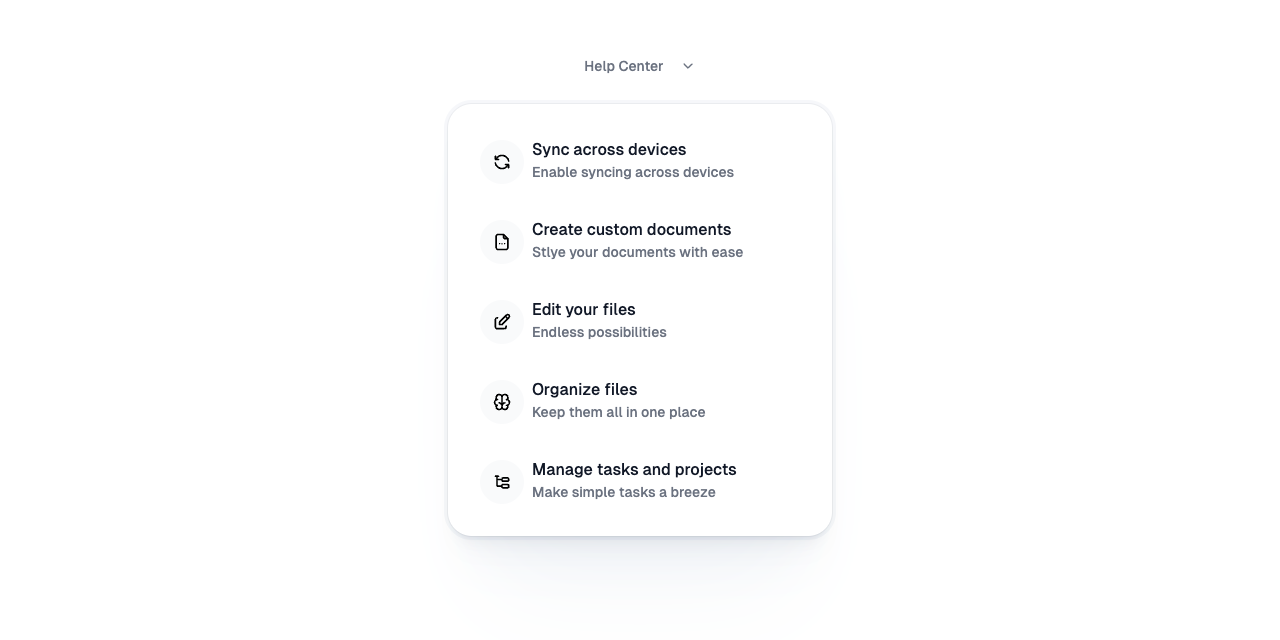 Help Center
Sync across devices
Enable syncing across devices
Create custom documents
Stlye your documents with ease
Edit your files
Endless possibilities
Organize files
Keep them all in one place
Manage tasks and projects
Make simple tasks a breeze